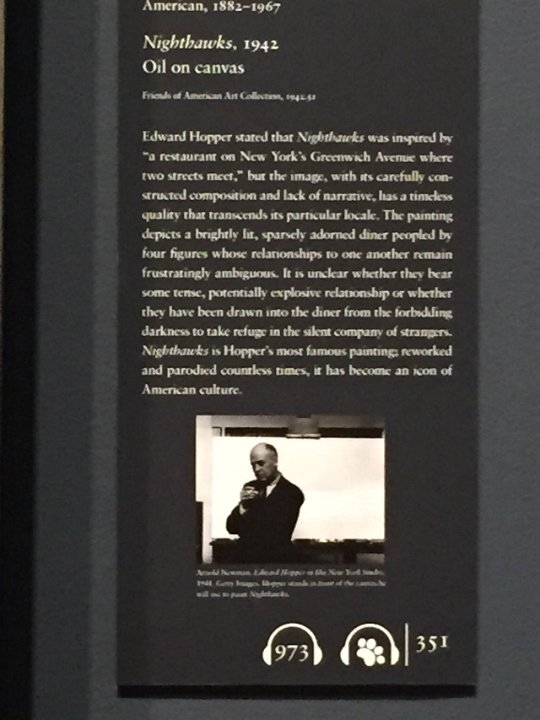 American, 1882–1967
Nighthawks, 1942
Oil on canvas
Friends of American Art Collection, 1942.51
Edward Hopper stated that Nighthawks was inspired by
“a restaurant on New York’s Greenwich Avenue where
two streets meet,” but the image, with its carefully con-
structed composition and lack of narrative, has a timeless
quality that transcends its particular locale. The painting
depicts a brightly lit, sparsely adorned diner peopled by
four figures whose relationships to one another remain
frustratingly ambiguous. It is unclear whether they bear
some tense, potentially explosive relationship or whether
they have been drawn into the diner from the forbidding
darkness to take refuge in the silent company of strangers.
Nighthawks is Hopper’s most famous painting; reworked
and parodied countless times, it has become an icon of
American culture.
Arnold Newman. Edward Hopper in His New York Studio,
1941. Getty Images. Hopper stands in front of the canvas he
will use to paint Nighthawks.
973 351